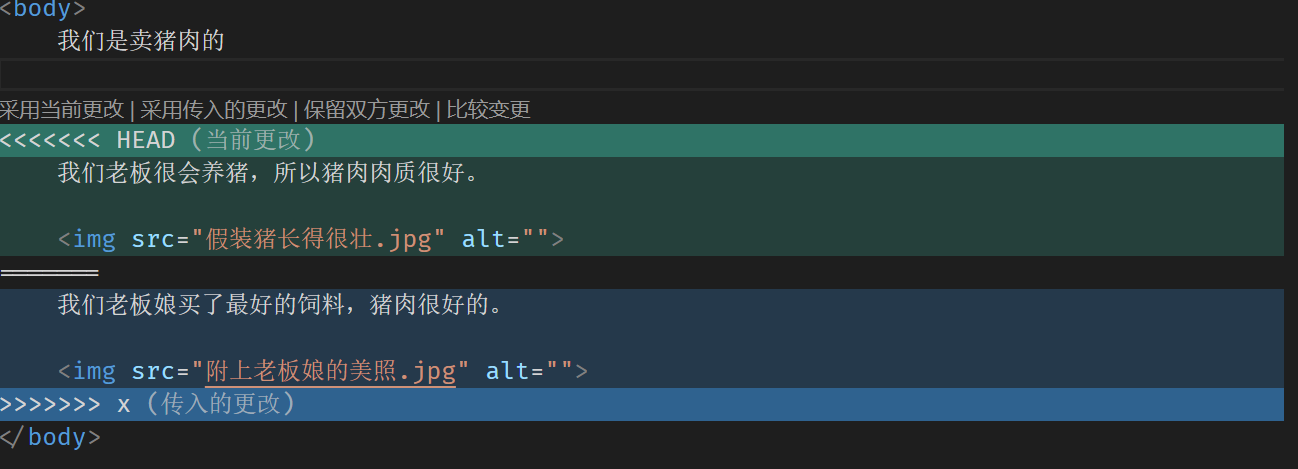 <body>
我们是卖猪肉的
采用当前更改 | 采用传入的更改 | 保留双方更改 | 比较变更
<<<<<<< HEAD (当前更改)
我们老板很会养猪，所以猪肉肉质很好。
<img src="假装猪长得很壮.jpg" alt="">
=======
我们老板娘买了最好的饲料，猪肉很好的。
<img src="附上老板娘的美照.jpg" alt="">
>>>>>>> x (传入的更改)
</body>